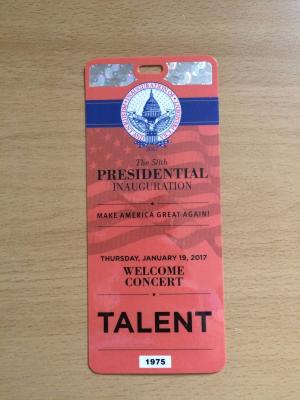 The 58th
PRESIDENTIAL
INAUGURATION
MAKE AMERICA GREAT AGAIN!
THURSDAY, JANUARY 19, 2017
WELCOME
CONCERT
TALENT
1975